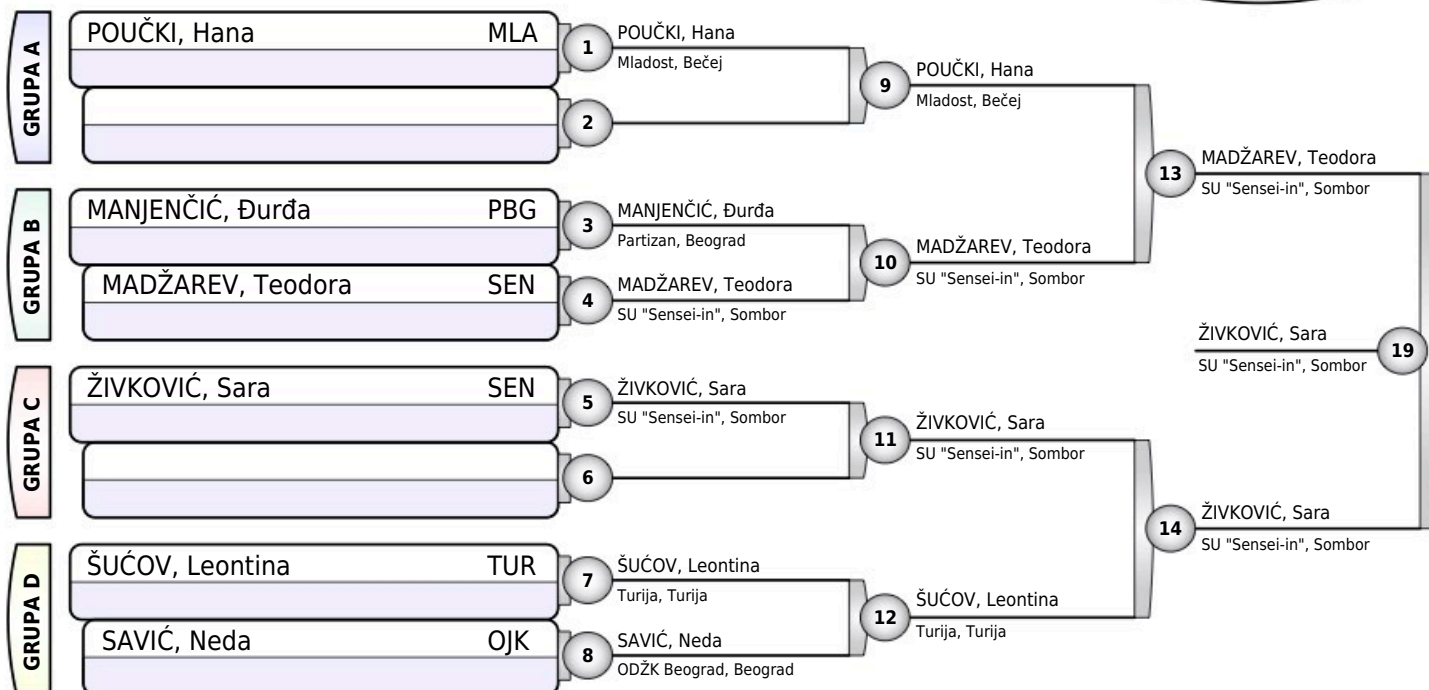 GRUPA A
POUČKI, Hana MLA
1
POUČKI, Hana
Mladost, Bečej
2
9
POUČKI, Hana
Mladost, Bečej
GRUPA B
MANJENČIĆ, Đurđa PBG
MADŽAREV, Teodora SEN
3
MANJENČIĆ, Đurđa
Partizan, Beograd
4
MADŽAREV, Teodora
SU "Sensei-in", Sombor
10
MADŽAREV, Teodora
SU "Sensei-in", Sombor
13
MADŽAREV, Teodora
SU "Sensei-in", Sombor
GRUPA C
ŽIVKOVIĆ, Sara SEN
5
ŽIVKOVIĆ, Sara
SU "Sensei-in", Sombor
6
11
ŽIVKOVIĆ, Sara
SU "Sensei-in", Sombor
GRUPA D
ŠUĆOV, Leontina TUR
SAVIĆ, Neda OJK
7
ŠUĆOV, Leontina
Turija, Turija
8
SAVIĆ, Neda
ODŽK Beograd, Beograd
12
ŠUĆOV, Leontina
Turija, Turija
14
ŽIVKOVIĆ, Sara
SU "Sensei-in", Sombor
ŽIVKOVIĆ, Sara
SU "Sensei-in", Sombor
19